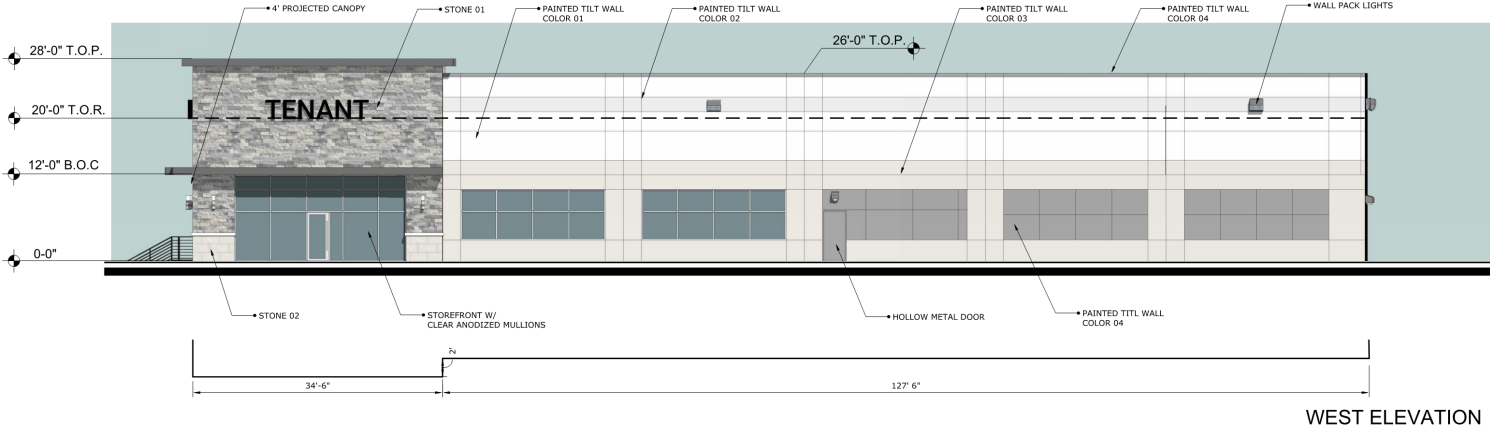 4' PROJECTED CANOPY
STONE 01
PAINTED TILT WALL
COLOR 01
PAINTED TILT WALL
COLOR 02
PAINTED TILT WALL
COLOR 03
PAINTED TILT WALL
COLOR 04
WALL PACK LIGHTS
28'-0" T.O.P.
26'-0" T.O.P.
20'-0" T.O.R.
TENANT
12'-0" B.O.C
0-0"
STONE 02
STOREFRONT W/
CLEAR ANODIZED MULLIONS
HOLLOW METAL DOOR
PAINTED TITL WALL
COLOR 04
2'
34'-6"
127' 6"
WEST ELEVATION